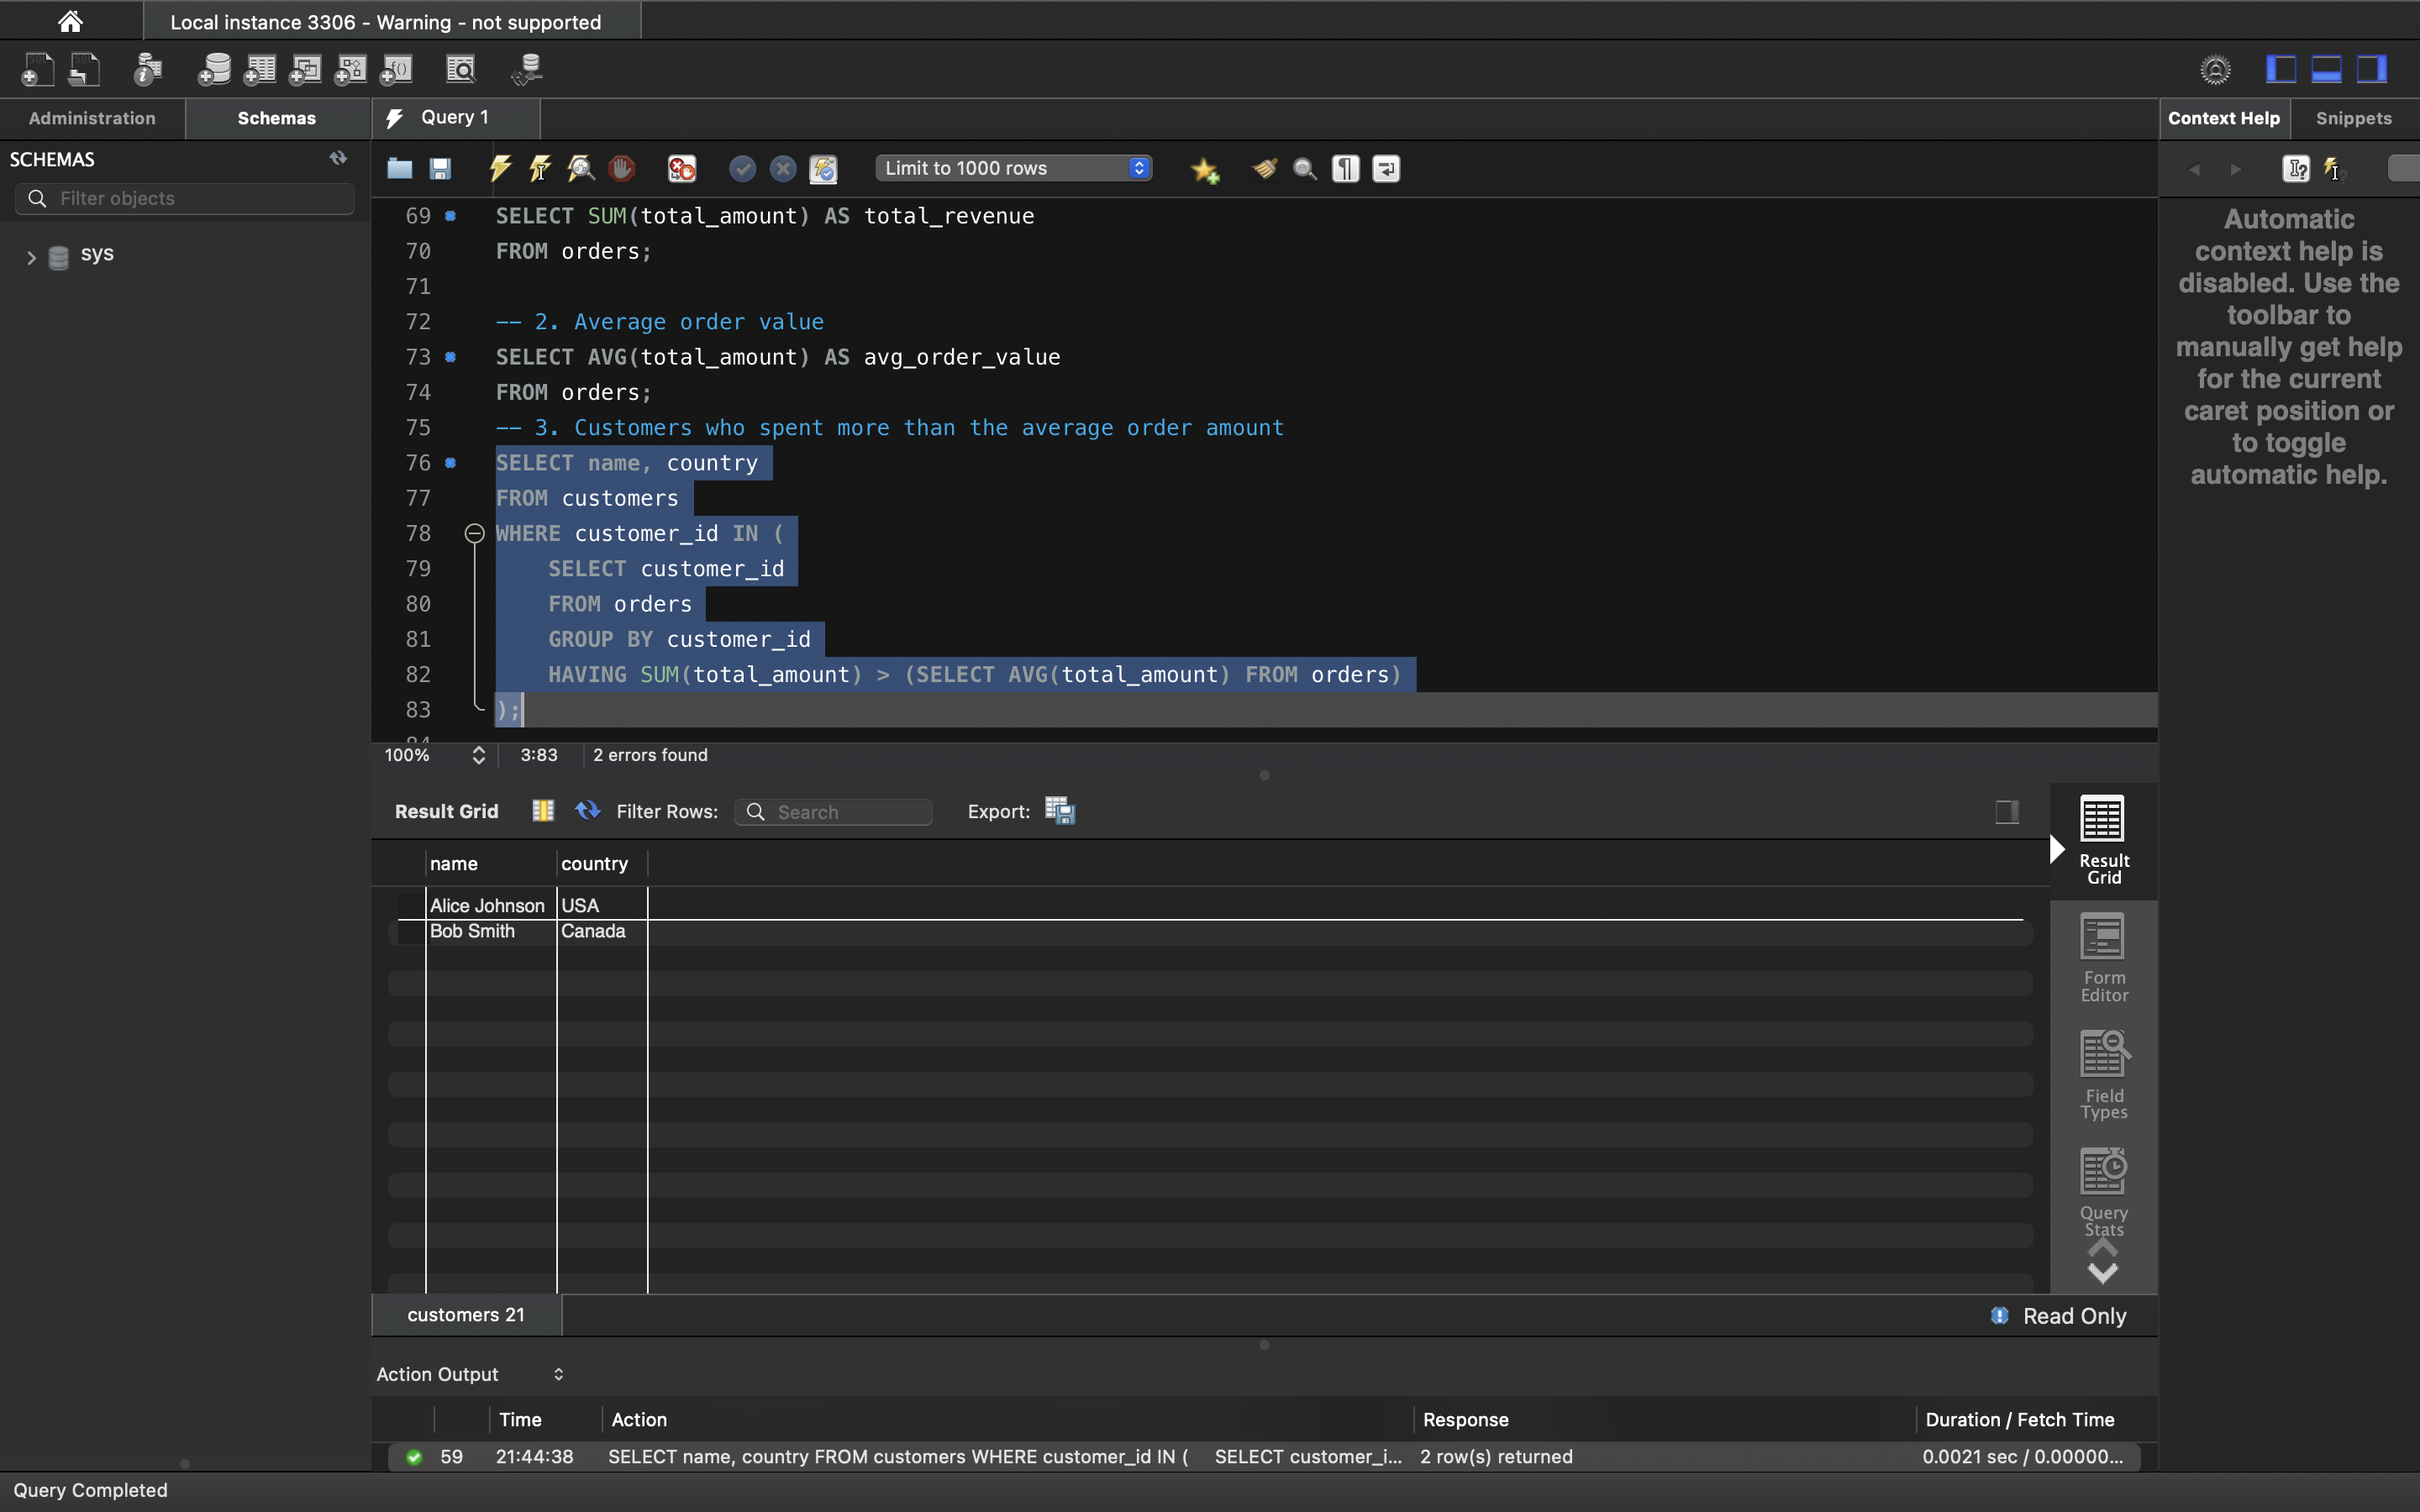 Local instance 3306 - Warning - not supported
Administration
Schemas
Query 1
Context Help
Snippets
SCHEMAS
Filter objects
sys
Limit to 1000 rows
69 SELECT SUM(total_amount) AS total_revenue
70 FROM orders;
71
72 -- 2. Average order value
73 SELECT AVG(total_amount) AS avg_order_value
74 FROM orders;
75 -- 3. Customers who spent more than the average order amount
76 SELECT name, country
77 FROM customers
78 WHERE customer_id IN (
79 SELECT customer_id
80 FROM orders
81 GROUP BY customer_id
82 HAVING SUM(total_amount) > (SELECT AVG(total_amount) FROM orders)
83 );
100% 3:83 2 errors found
Automatic
context help is
disabled. Use the
toolbar to
manually get help
for the current
caret position or
to toggle
automatic help.
Result Grid Filter Rows: Search Export:
name country
Alice Johnson USA
Bob Smith Canada
Result
Grid
Form
Editor
Field
Types
Query
Stats
customers 21
Read Only
Action Output
Time Action Response Duration / Fetch Time
59 21:44:38 SELECT name, country FROM customers WHERE customer_id IN ( SELECT customer_i... 2 row(s) returned 0.0021 sec / 0.00000...
Query Completed